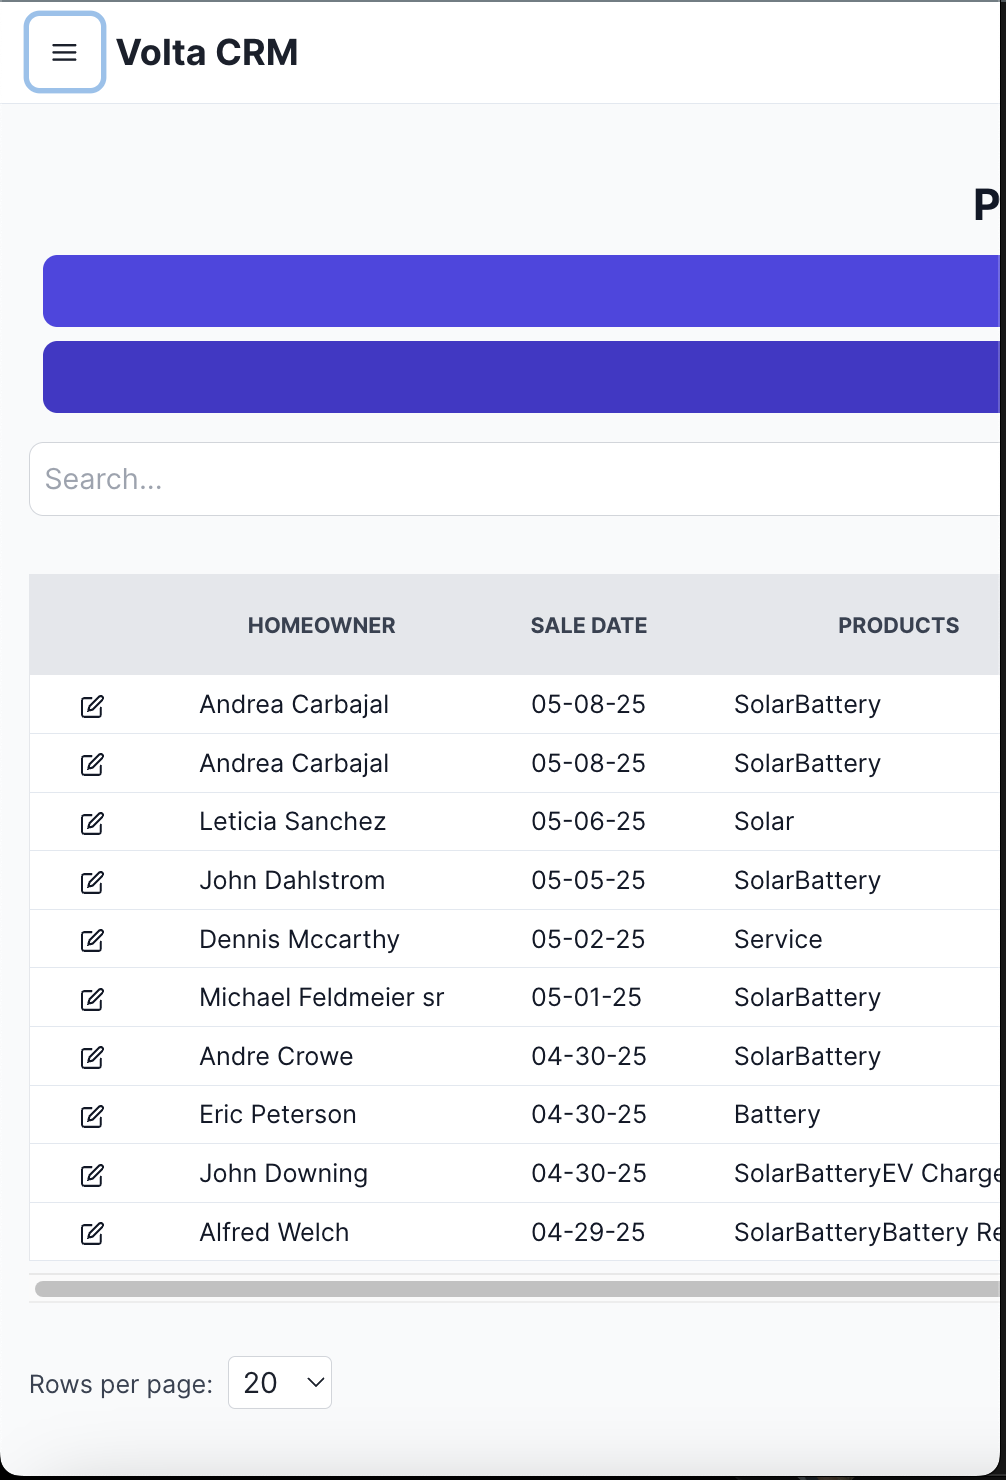 Volta CRM
P
Search...
HOMEOWNER SALE DATE PRODUCTS
Andrea Carbajal 05-08-25 SolarBattery
Andrea Carbajal 05-08-25 SolarBattery
Leticia Sanchez 05-06-25 Solar
John Dahlstrom 05-05-25 SolarBattery
Dennis Mccarthy 05-02-25 Service
Michael Feldmeier sr 05-01-25 SolarBattery
Andre Crowe 04-30-25 SolarBattery
Eric Peterson 04-30-25 Battery
John Downing 04-30-25 SolarBatteryEV Charge
Alfred Welch 04-29-25 SolarBatteryBattery Re
Rows per page: 20